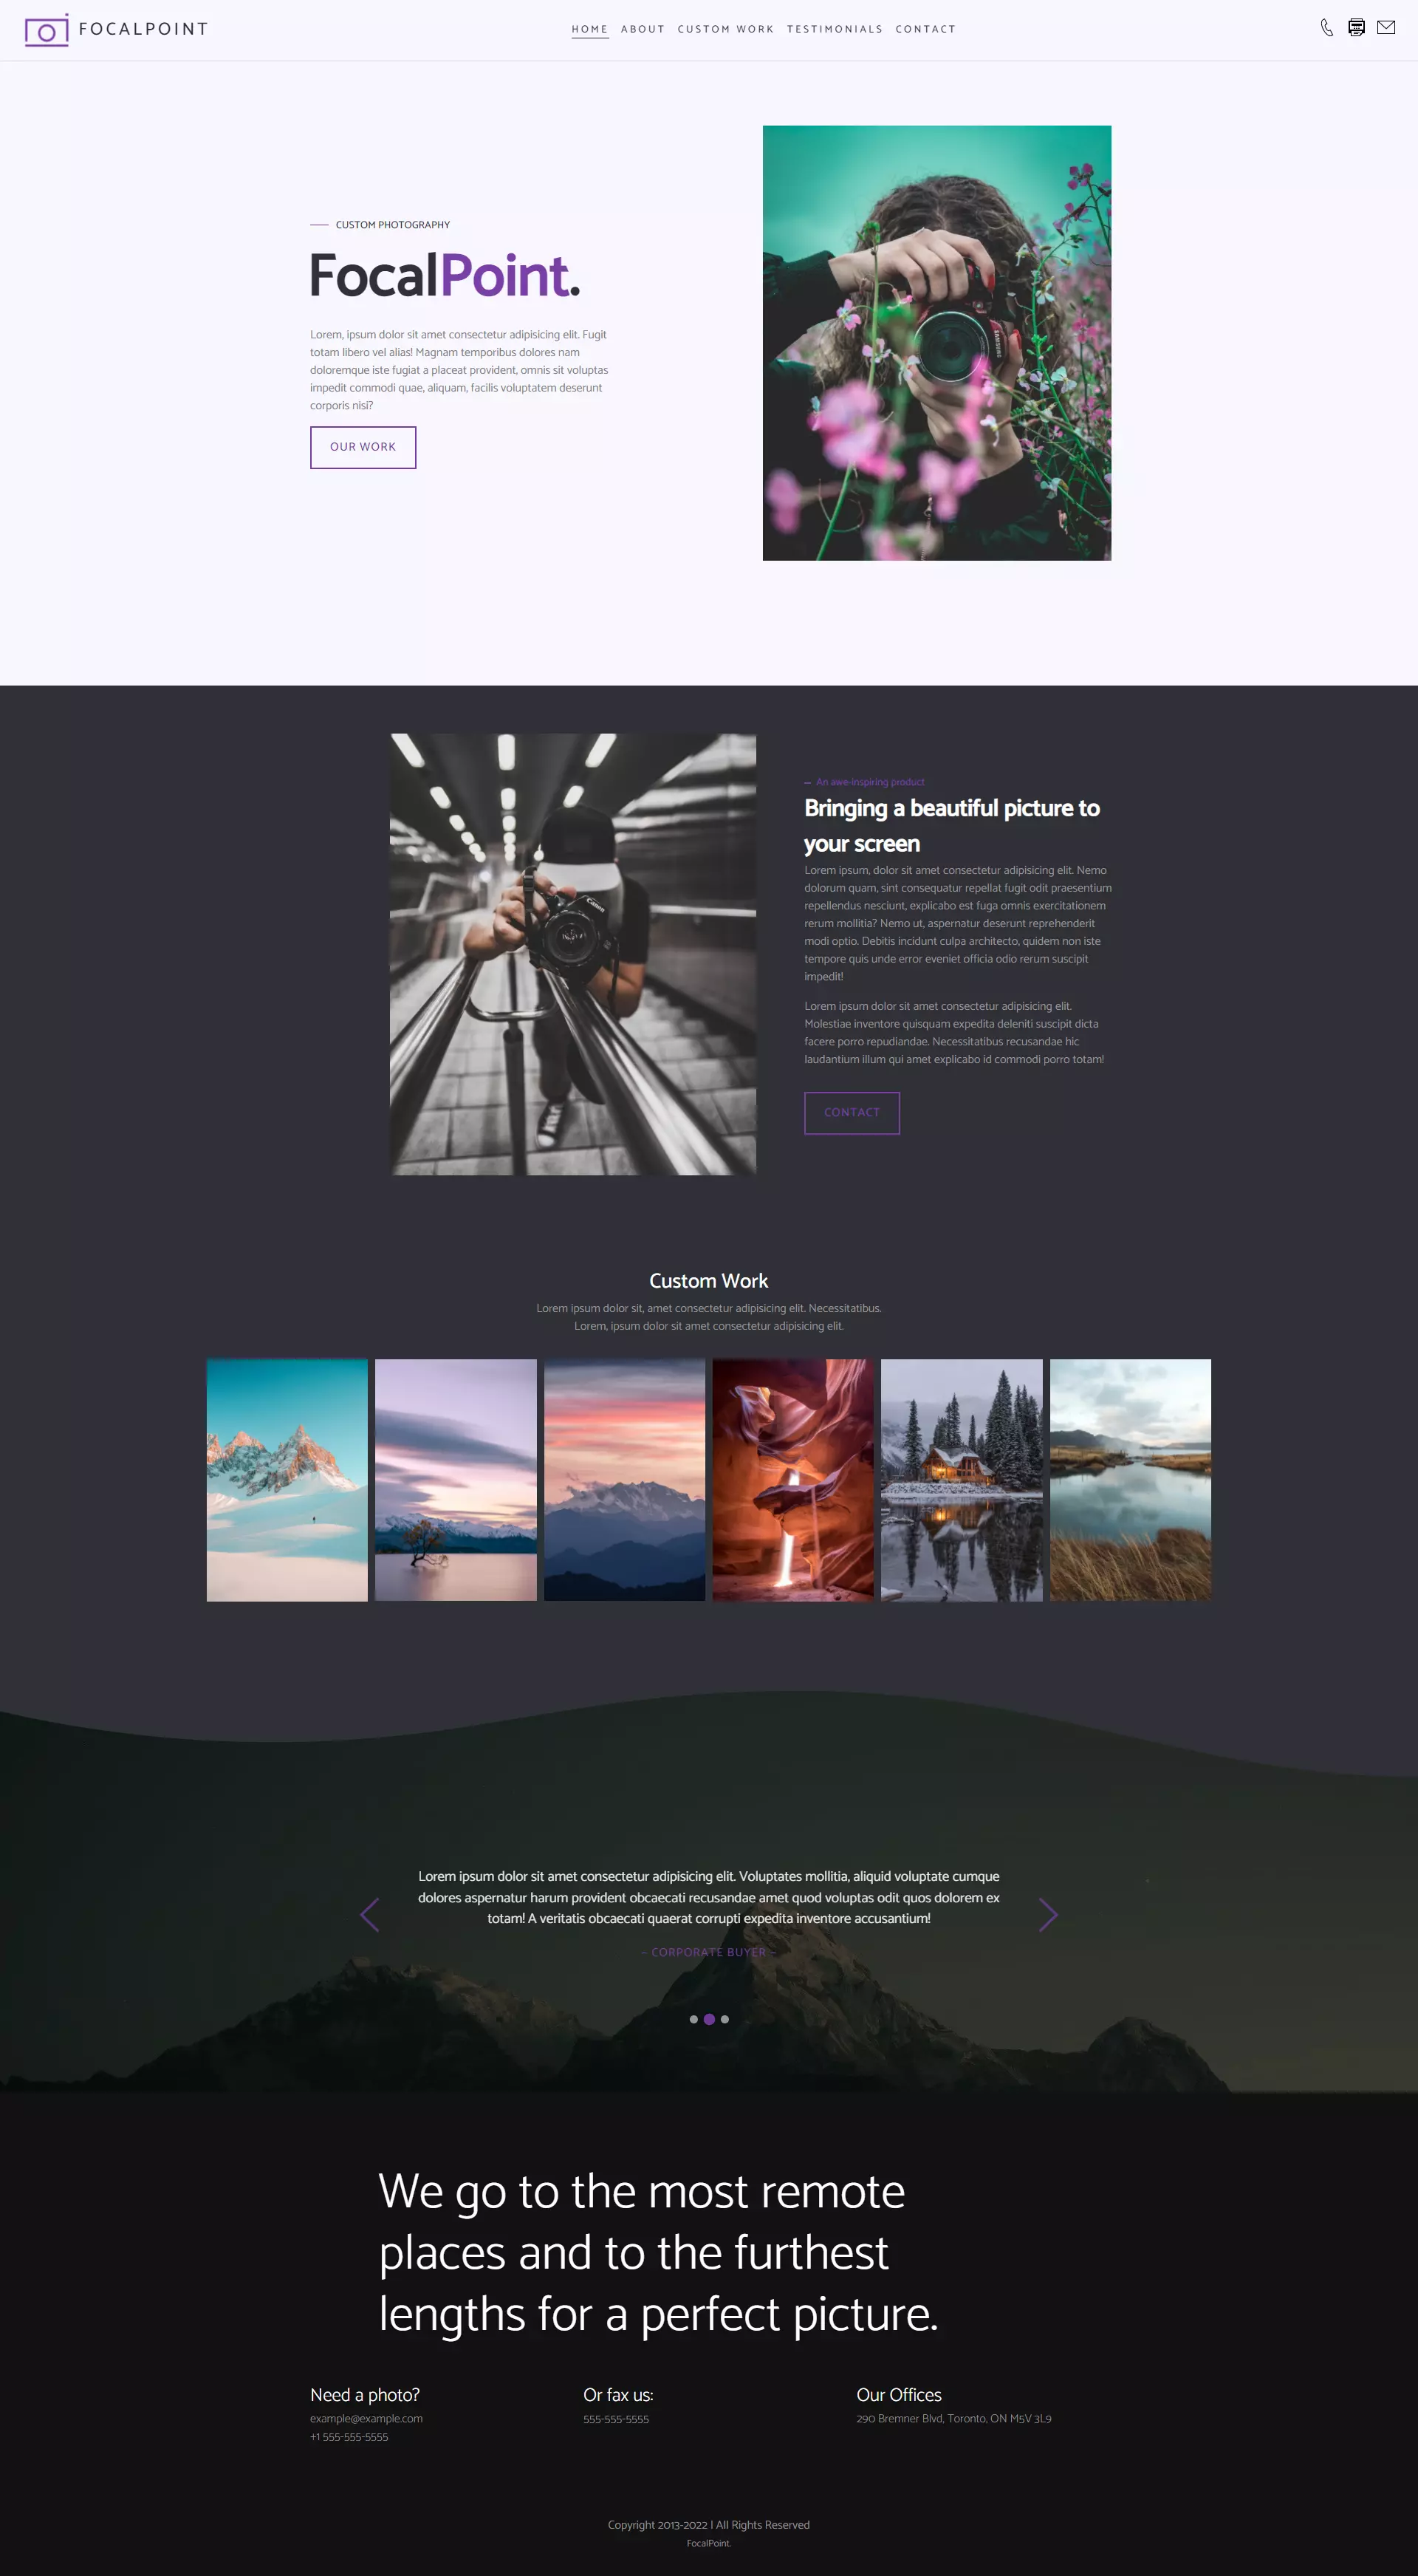 FOCALPOINT
HOME ABOUT CUSTOM WORK TESTIMONIALS CONTACT
CUSTOM PHOTOGRAPHY
FocalPoint.
Lorem, ipsum dolor sit amet consectetur adipisicing elit. Fugit
totam libero vel alias! Magnam temporibus dolores nam
doloremque iste fugiat a placeat provident, omnis sit voluptas
impedit commodi quae, aliquam, facilis voluptatem deserunt
corporis nisi?
OUR WORK
SAMSUNG
— An awe-inspiring product
Bringing a beautiful picture to
your screen
Lorem ipsum, dolor sit amet consectetur adipisicing elit. Nemo
dolorum quam, sint consequatur repellat fugit odit praesentium
repellendus nesciunt, explicabo est fuga omnis exercitationem
rerum mollitia? Nemo ut, aspernatur deserunt reprehenderit
modi optio. Debitis incidunt culpa architecto, quidem non iste
tempore quis unde error eveniet officia odio rerum suscipit
impedit!
Lorem ipsum dolor sit amet consectetur adipisicing elit.
Molestiae inventore quisquam expedita deleniti suscipit dicta
facere porro repudiandae. Necessitatibus recusandae hic
laudantium illum qui amet explicabo id commodi porro totam!
CONTACT
Canon
Custom Work
Lorem ipsum dolor sit, amet consectetur adipisicing elit. Necessitatibus.
Lorem, ipsum dolor sit amet consectetur adipisicing elit.
Lorem ipsum dolor sit amet consectetur adipisicing elit. Voluptates mollitia, aliquid voluptate cumque
dolores aspernatur harum provident obcaecati recusandae amet quod voluptas odit quos dolorem ex
totam! A veritatis obcaecati quaerat corrupti expedita inventore accusantium!
– CORPORATE BUYER –
We go to the most remote
places and to the furthest
lengths for a perfect picture.
Need a photo?
example@example.com
+1 555-555-5555
Or fax us:
555-555-5555
Our Offices
290 Bremner Blvd, Toronto, ON M5V 3L9
Copyright 2013-2022 | All Rights Reserved
FocalPoint.